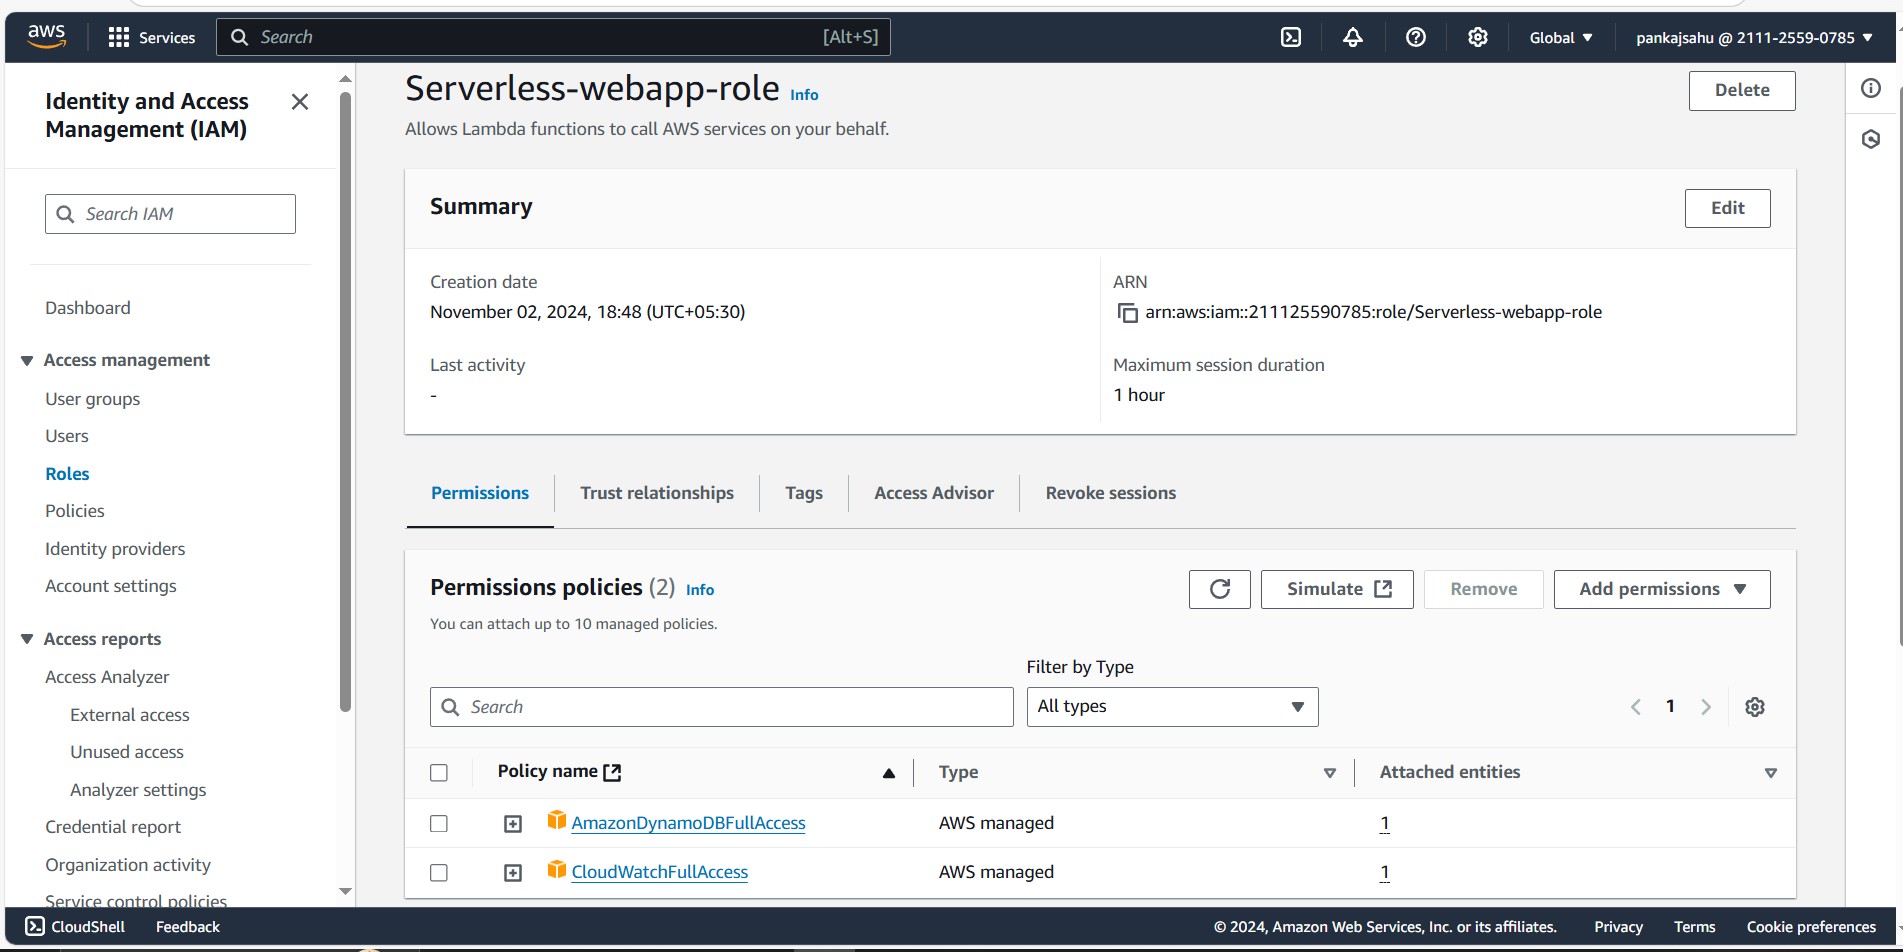 aws
Services
Search
[Alt+S]
Global
pankajsahu @ 2111-2559-0785
Identity and Access
Management (IAM)
Search IAM
Dashboard
Access management
User groups
Users
Roles
Policies
Identity providers
Account settings
Access reports
Access Analyzer
External access
Unused access
Analyzer settings
Credential report
Organization activity
Service control policies
Serverless-webapp-role Info
Delete
Allows Lambda functions to call AWS services on your behalf.
Summary
Edit
Creation date
November 02, 2024, 18:48 (UTC+05:30)
ARN
arn:aws:iam::211125590785:role/Serverless-webapp-role
Last activity
-
Maximum session duration
1 hour
Permissions
Trust relationships
Tags
Access Advisor
Revoke sessions
Permissions policies (2) Info
Simulate
Remove
Add permissions
You can attach up to 10 managed policies.
Filter by Type
Search
All types
1
Policy name
Type
Attached entities
AmazonDynamoDBFullAccess
AWS managed
1
CloudWatchFullAccess
AWS managed
1
CloudShell
Feedback
© 2024, Amazon Web Services, Inc. or its affiliates.
Privacy
Terms
Cookie preferences